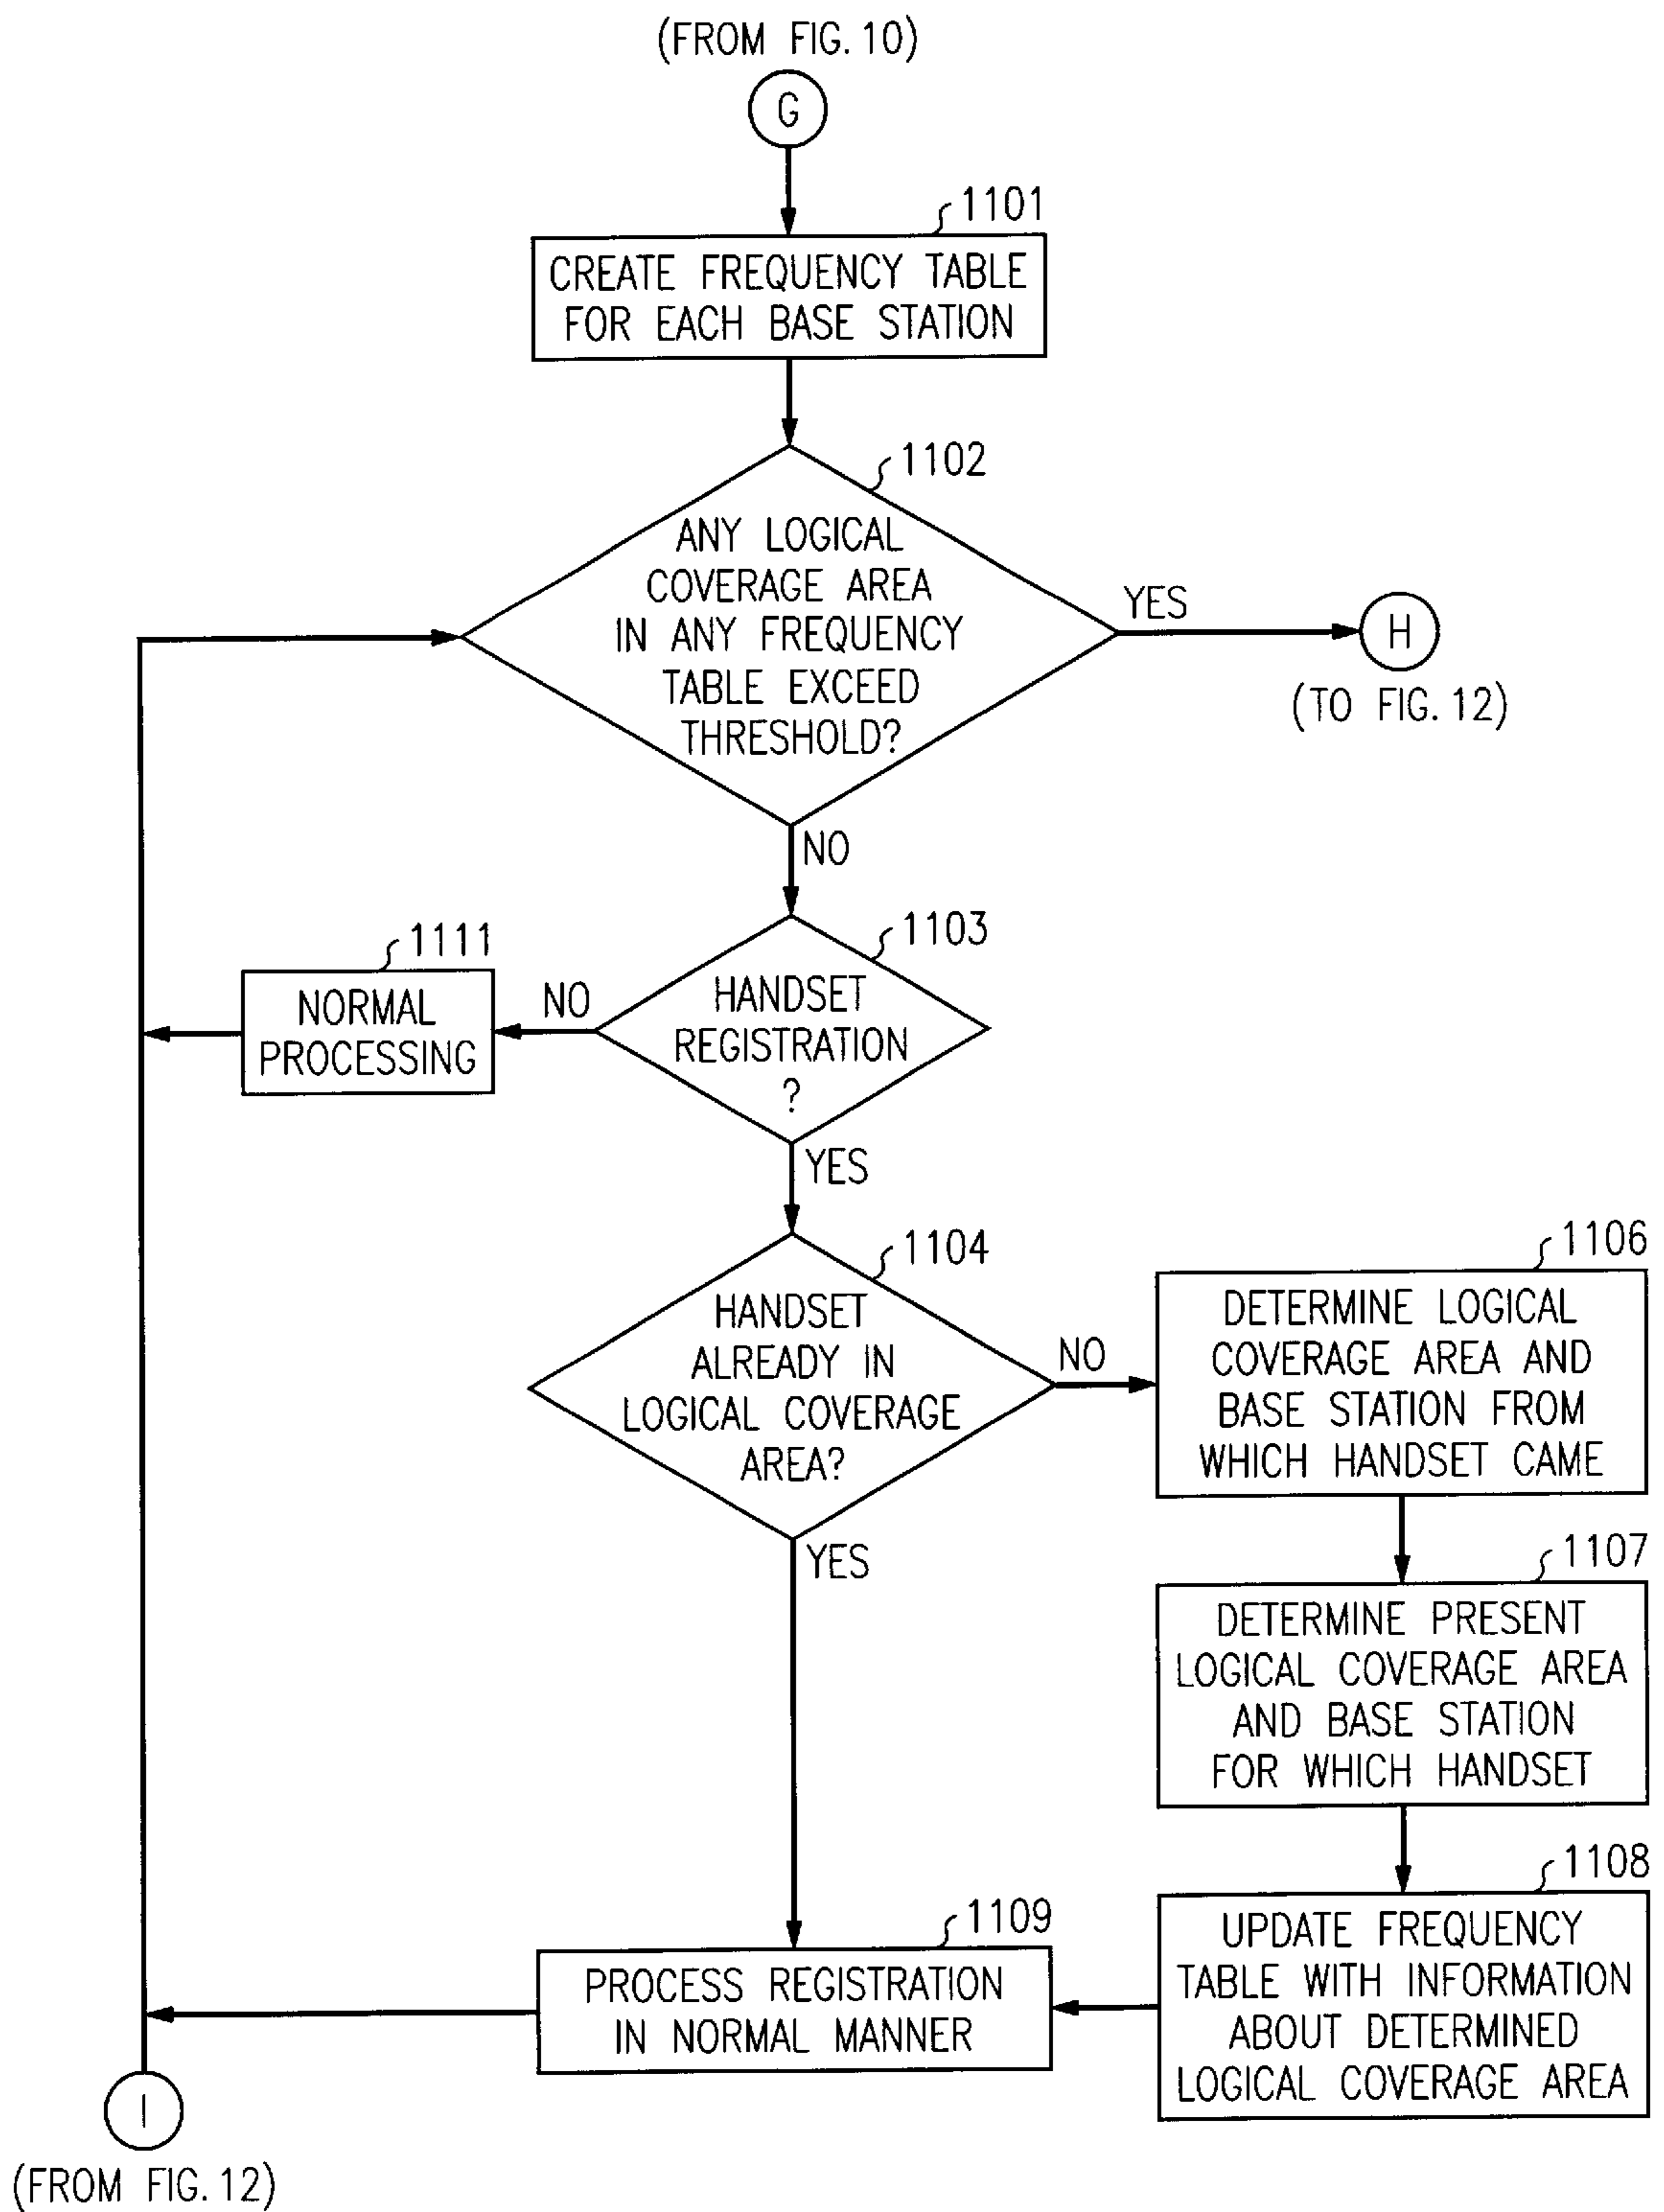 (FROM FIG. 10)
G
1101
CREATE FREQUENCY TABLE
FOR EACH BASE STATION
1102
ANY LOGICAL
COVERAGE AREA
IN ANY FREQUENCY
TABLE EXCEED
THRESHOLD?
YES
H
(TO FIG. 12)
NO
1103
HANDSET
REGISTRATION
?
NO
1111
NORMAL
PROCESSING
YES
1104
HANDSET
ALREADY IN
LOGICAL COVERAGE
AREA?
NO
1106
DETERMINE LOGICAL
COVERAGE AREA AND
BASE STATION FROM
WHICH HANDSET CAME
1107
DETERMINE PRESENT
LOGICAL COVERAGE AREA
AND BASE STATION
FOR WHICH HANDSET
YES
1108
UPDATE FREQUENCY
TABLE WITH INFORMATION
ABOUT DETERMINED
LOGICAL COVERAGE AREA
1109
PROCESS REGISTRATION
IN NORMAL MANNER
I
(FROM FIG. 12)